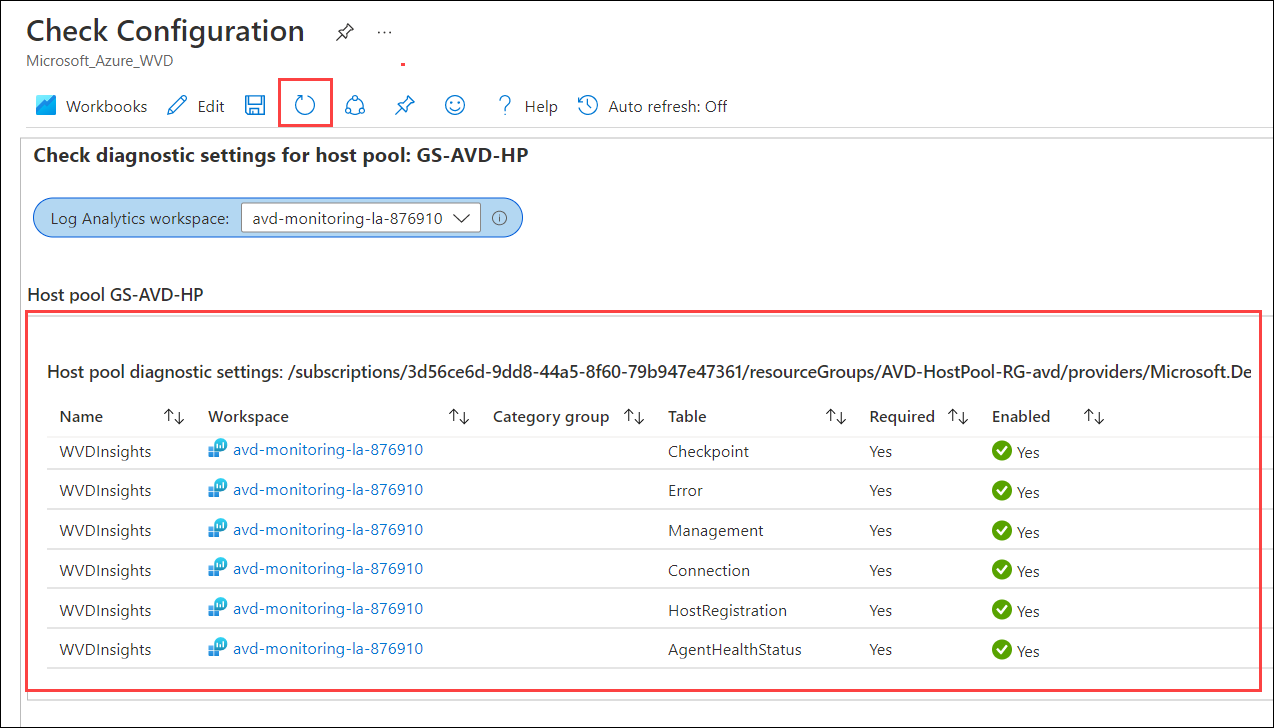 Check Configuration ...
Microsoft_Azure_WVD
Workbooks Edit Help Auto refresh: Off
Check diagnostic settings for host pool: GS-AVD-HP
Log Analytics workspace: avd-monitoring-la-876910
Host pool GS-AVD-HP
Host pool diagnostic settings: /subscriptions/3d56ce6d-9dd8-44a5-8f60-79b947e47361/resourceGroups/AVD-HostPool-RG-avd/providers/Microsoft.De
Name Workspace Category group Table Required Enabled
WVDInsights avd-monitoring-la-876910 Checkpoint Yes Yes
WVDInsights avd-monitoring-la-876910 Error Yes Yes
WVDInsights avd-monitoring-la-876910 Management Yes Yes
WVDInsights avd-monitoring-la-876910 Connection Yes Yes
WVDInsights avd-monitoring-la-876910 HostRegistration Yes Yes
WVDInsights avd-monitoring-la-876910 AgentHealthStatus Yes Yes